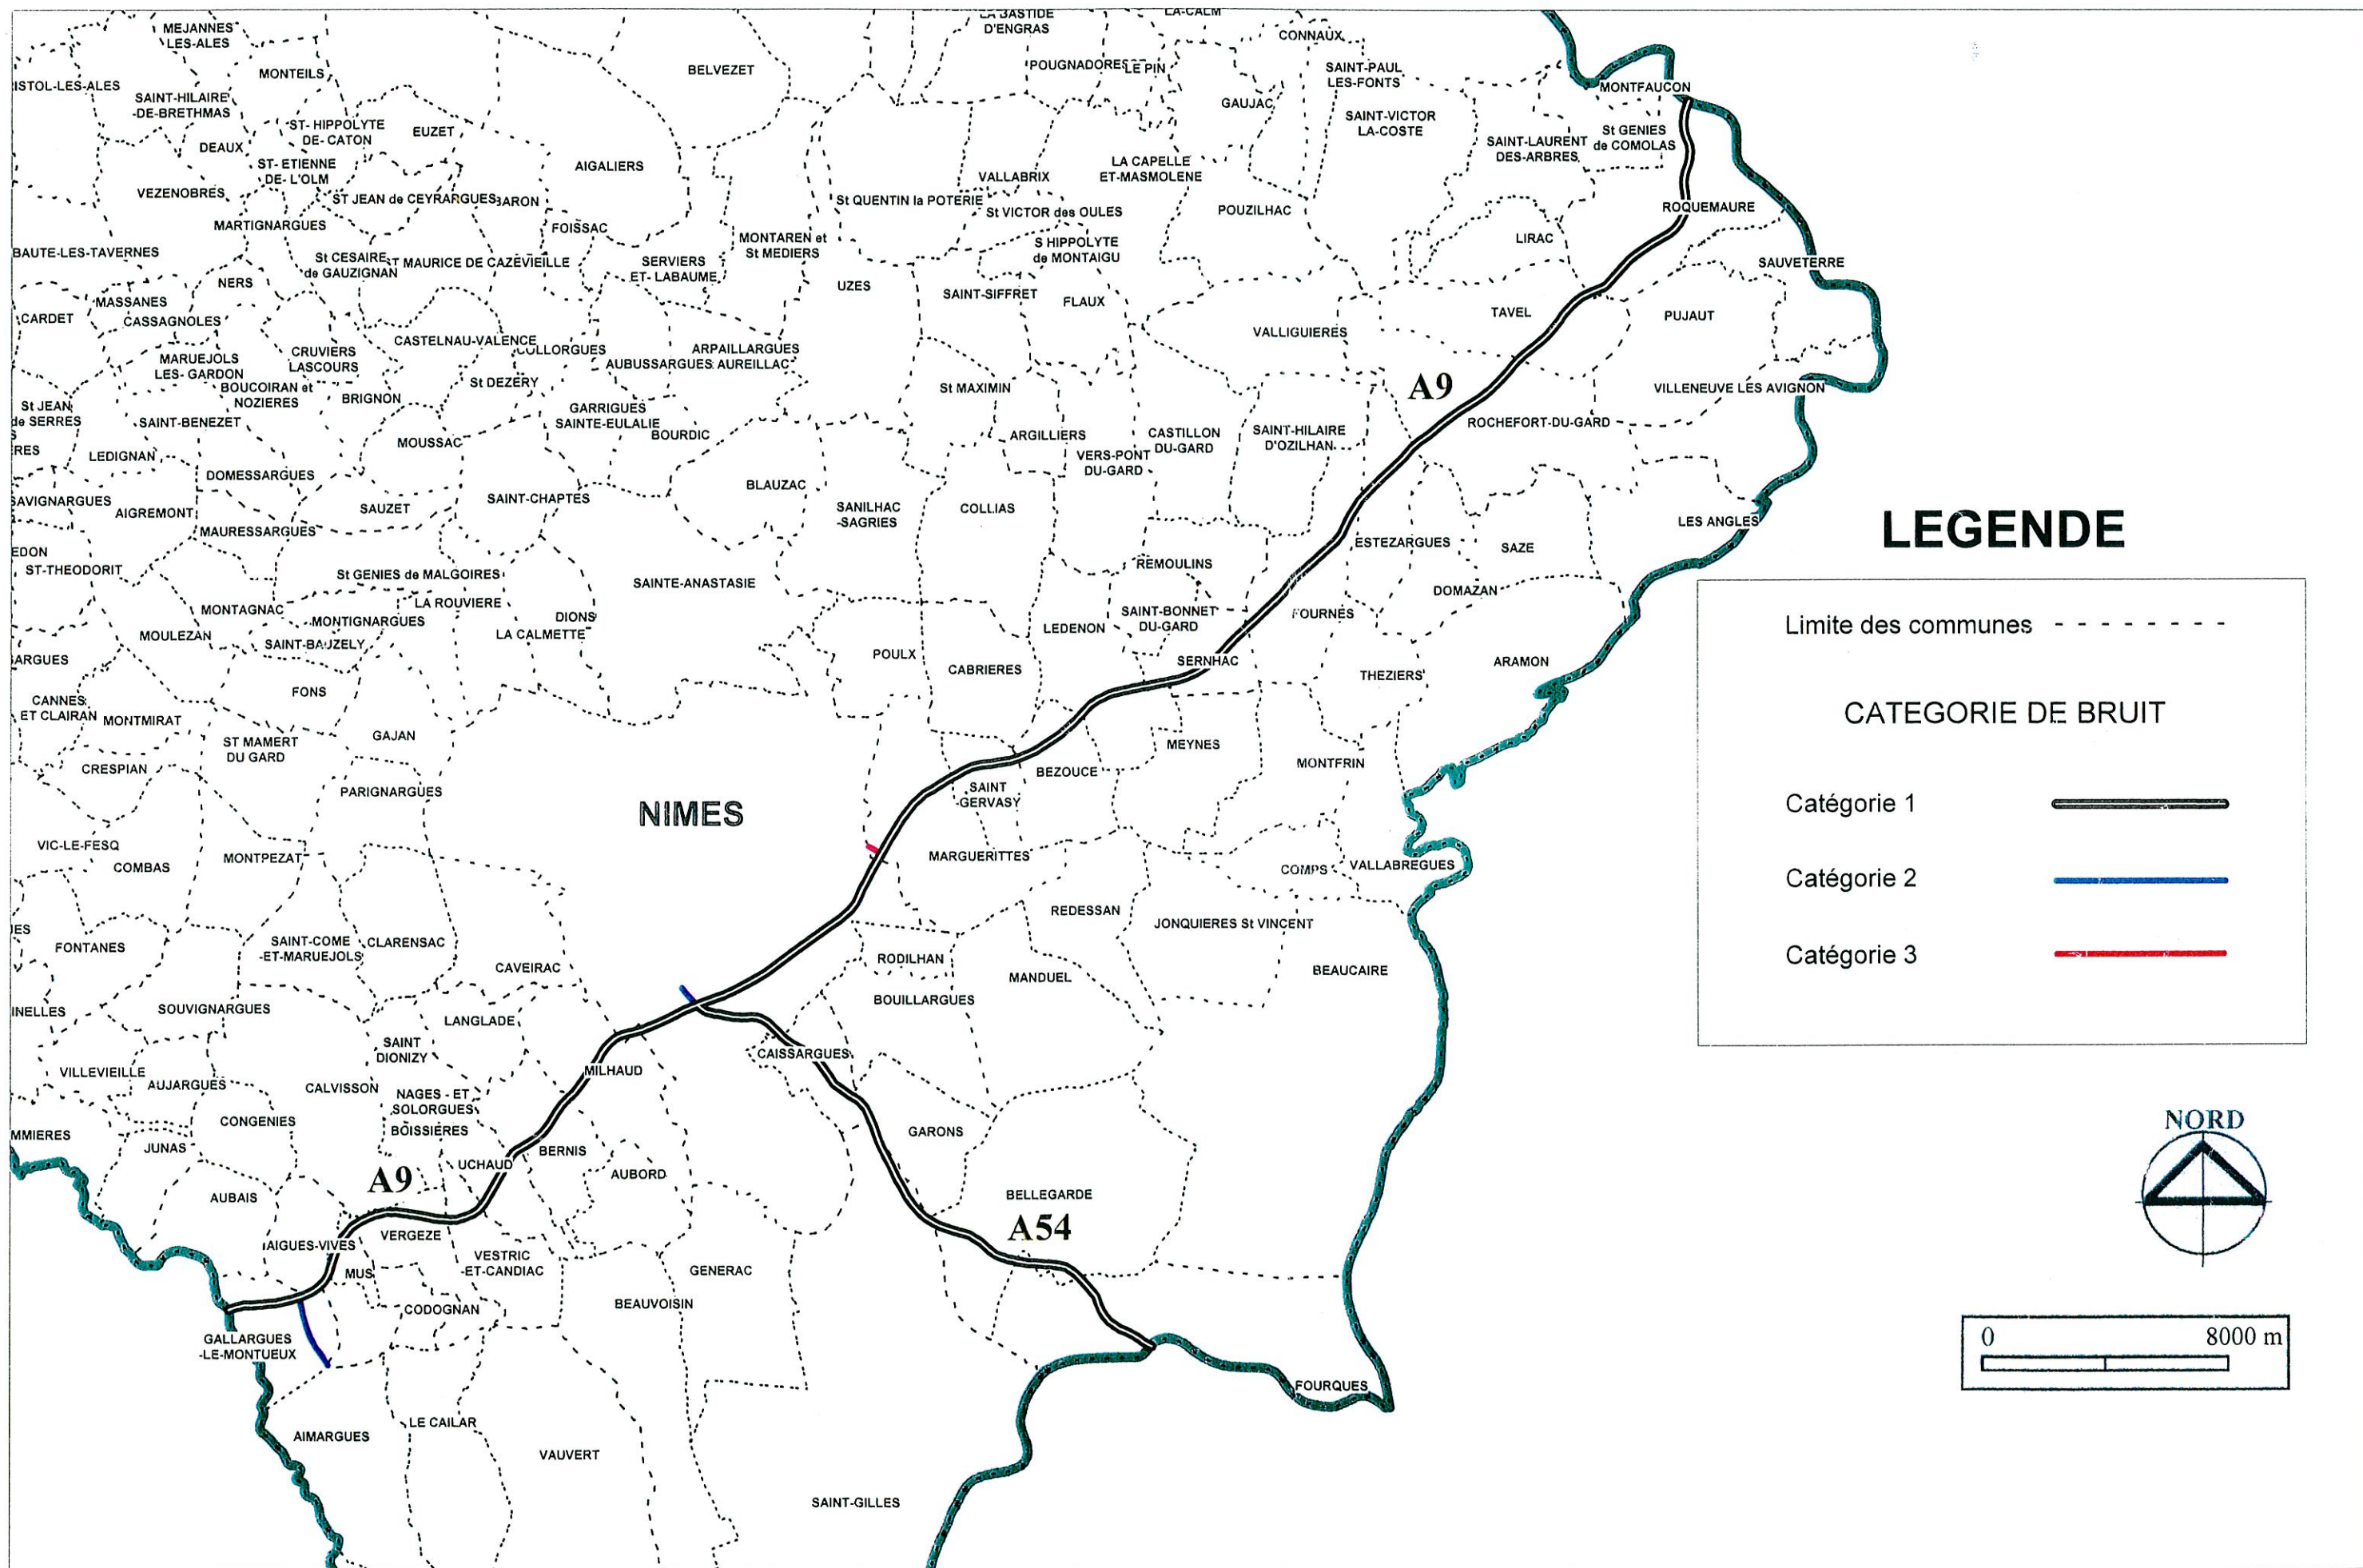 MEJANNES
LES-ALES
LA BASTIDE
D'ENGRAS
LA-CALM
CONNAUX
MONTEILS
BELVEZET
POUGNADORES
LE PIN
SAINT-PAUL
LES-FONTS
ISTOL-LES-ALES
SAINT-HILAIRE
-DE-BRETHMAS
GAUJAC
MONTFAUCON
ST- HIPPOLYTE
DE- CATON
EUZET
SAINT-VICTOR
LA-COSTE
St GENIES
de COMOLAS
SAINT-LAURENT
DES-ARBRES
DEAUX
ST- ETIENNE
DE- L'OLM
AIGALIERS
LA CAPELLE
ET-MASMOLENE
VALLABRIX
VEZENOBRES
ST JEAN de CEYRARGUES
BARON
St QUENTIN la POTERIE
St VICTOR des OULES
POUZILHAC
ROQUEMAURE
MARTIGNARGUES
FOISSAC
MONTAREN et
St MEDIERS
S HIPPOLYTE
de MONTAIGU
LIRAC
BAUTE-LES-TAVERNES
St CESAIRE
de GAUZIGNAN
ST MAURICE DE CAZEVIEILLE
SERVIERS
ET- LABAUME
SAUVETERRE
NERS
UZES
SAINT-SIFFRET
FLAUX
MASSANES
CARDET
CASSAGNOLES
TAVEL
PUJAUT
VALLIGUIERES
CASTELNAU-VALENCE
COLLORGUES
ARPAILLARGUES
AUREILLAC
AUBUSSARGUES
MARUEJOLS
LES- GARDON
CRUVIERS
LASCOURS
BOUCOIRAN et
NOZIERES
St DEZERY
St MAXIMIN
A9
VILLENEUVE LES AVIGNON
St JEAN
de SERRES
S
RES
BRIGNON
SAINT-BENEZET
GARRIGUES
SAINTE-EULALIE
BOURDIC
ROCHEFORT-DU-GARD
MOUSSAC
ARGILLIERS
CASTILLON
DU-GARD
SAINT-HILAIRE
D'OZILHAN
VERS-PONT
DU-GARD
LEDIGNAN
DOMESSARGUES
BLAUZAC
SAVIGNARGUES
AIGREMONT
SAUZET
SAINT-CHAPTES
SANILHAC
-SAGRIES
COLLIAS
LES ANGLES
LEGENDE
MAURESSARGUES
EDON
ST-THEODORIT
ESTEZARGUES
SAZE
St GENIES de MALGOIRES
SAINTE-ANASTASIE
REMOULINS
DOMAZAN
MONTAGNAC
LA ROUVIERE
MONTIGNARGUES
DIONS
SAINT-BONNET
DU-GARD
FOURNES
Limite des communes
MOULEZAN
SAINT-BAUZELY
LA CALMETTE
LEDENON
ARGUES
POULX
CABRIERES
SERNHAC
THEZIERS
ARAMON
CANNES
ET CLAIRAN
MONTMIRAT
FONS
CATEGORIE DE BRUIT
ST MAMERT
DU GARD
GAJAN
MEYNES
CRESPIAN
PARIGNARGUES
BEZOUCE
MONTFRIN
SAINT
-GERVASY
NIMES
Catégorie 1
VIC-LE-FESQ
COMBAS
MONTPEZAT
MARGUERITTES
COMPS
VALLABREGUES
Catégorie 2
REDESSAN
JONQUIERES St VINCENT
IES
FONTANES
SAINT-COME
-ET-MARUEJOLS
CLARENSAC
CAVEIRAC
RODILHAN
MANDUEL
BEAUCAIRE
Catégorie 3
INELLES
SOUVIGNARGUES
LANGLADE
BOUILLARGUES
SAINT
DIONIZY
CAISSARGUES
VILLEVIEILLE
AUJARGUES
CALVISSON
MILHAUD
NAGES - ET
SOLORGUES
CONGENIES
BOISSIERES
GARONS
NORD
MMIERES
JUNAS
UCHAUD
BERNIS
AUBORD
AUBAIS
A9
BELLEGARDE
A54
AIGUES-VIVES
VERGEZE
MUS
VESTRIC
-ET-CANDIAC
GENERAC
BEAUVOISIN
CODOGNAN
GALLARGUES
-LE-MONTUEUX
0 8000 m
FOURQUES
AIMARGUES
LE CAILAR
VAUVERT
SAINT-GILLES